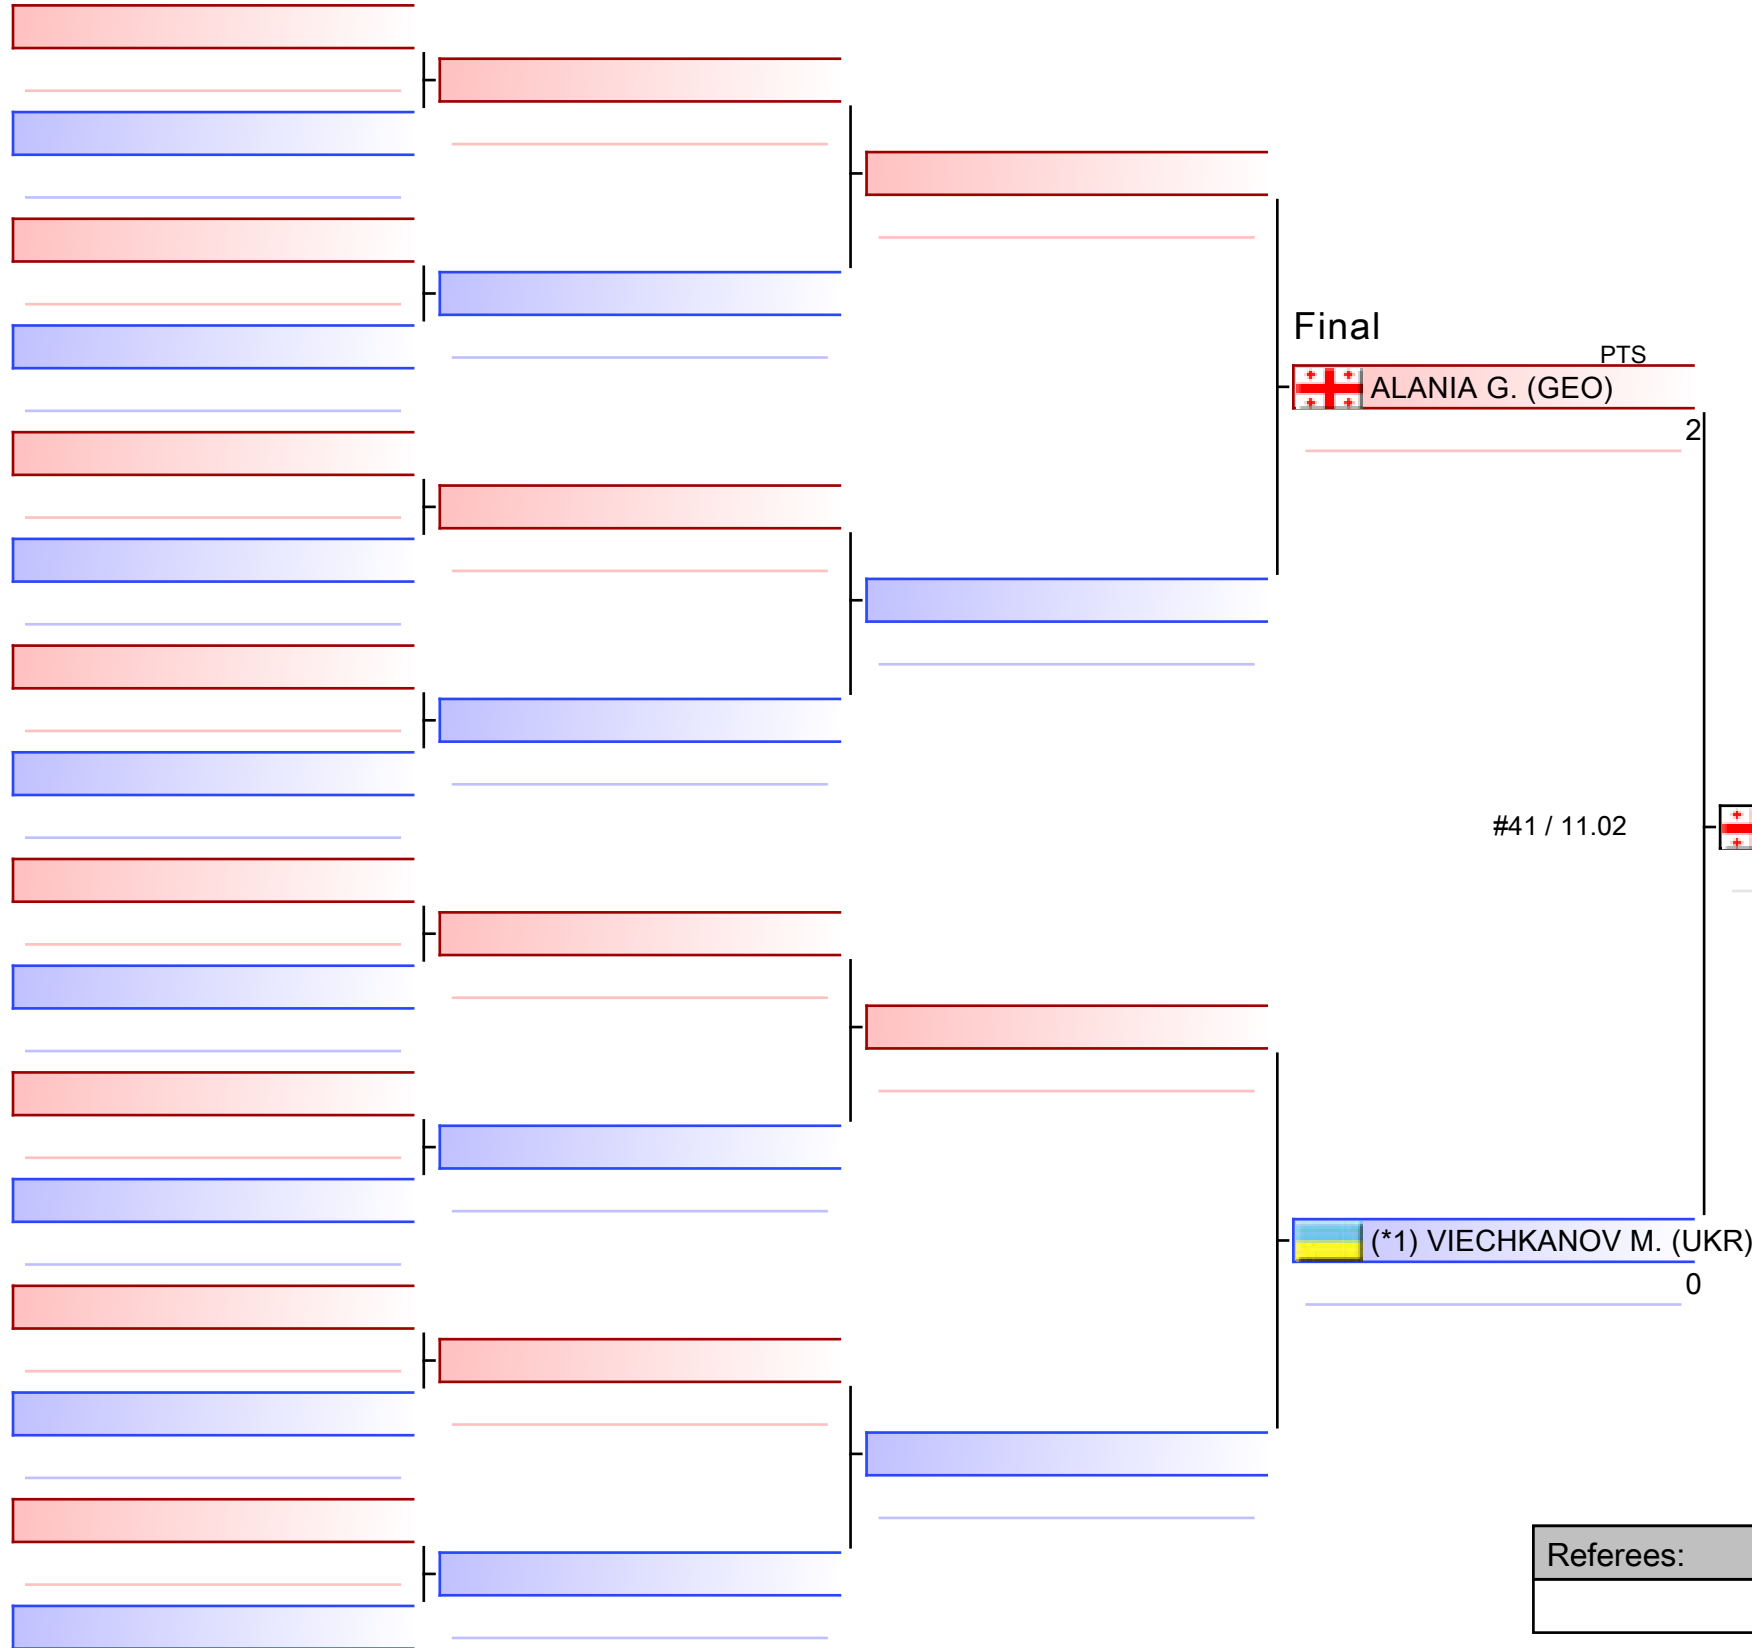 Final
PTS
ALANIA G. (GEO)
2
#41 / 11.02
(*1) VIECHKANOV M. (UKR)
0
Referees: